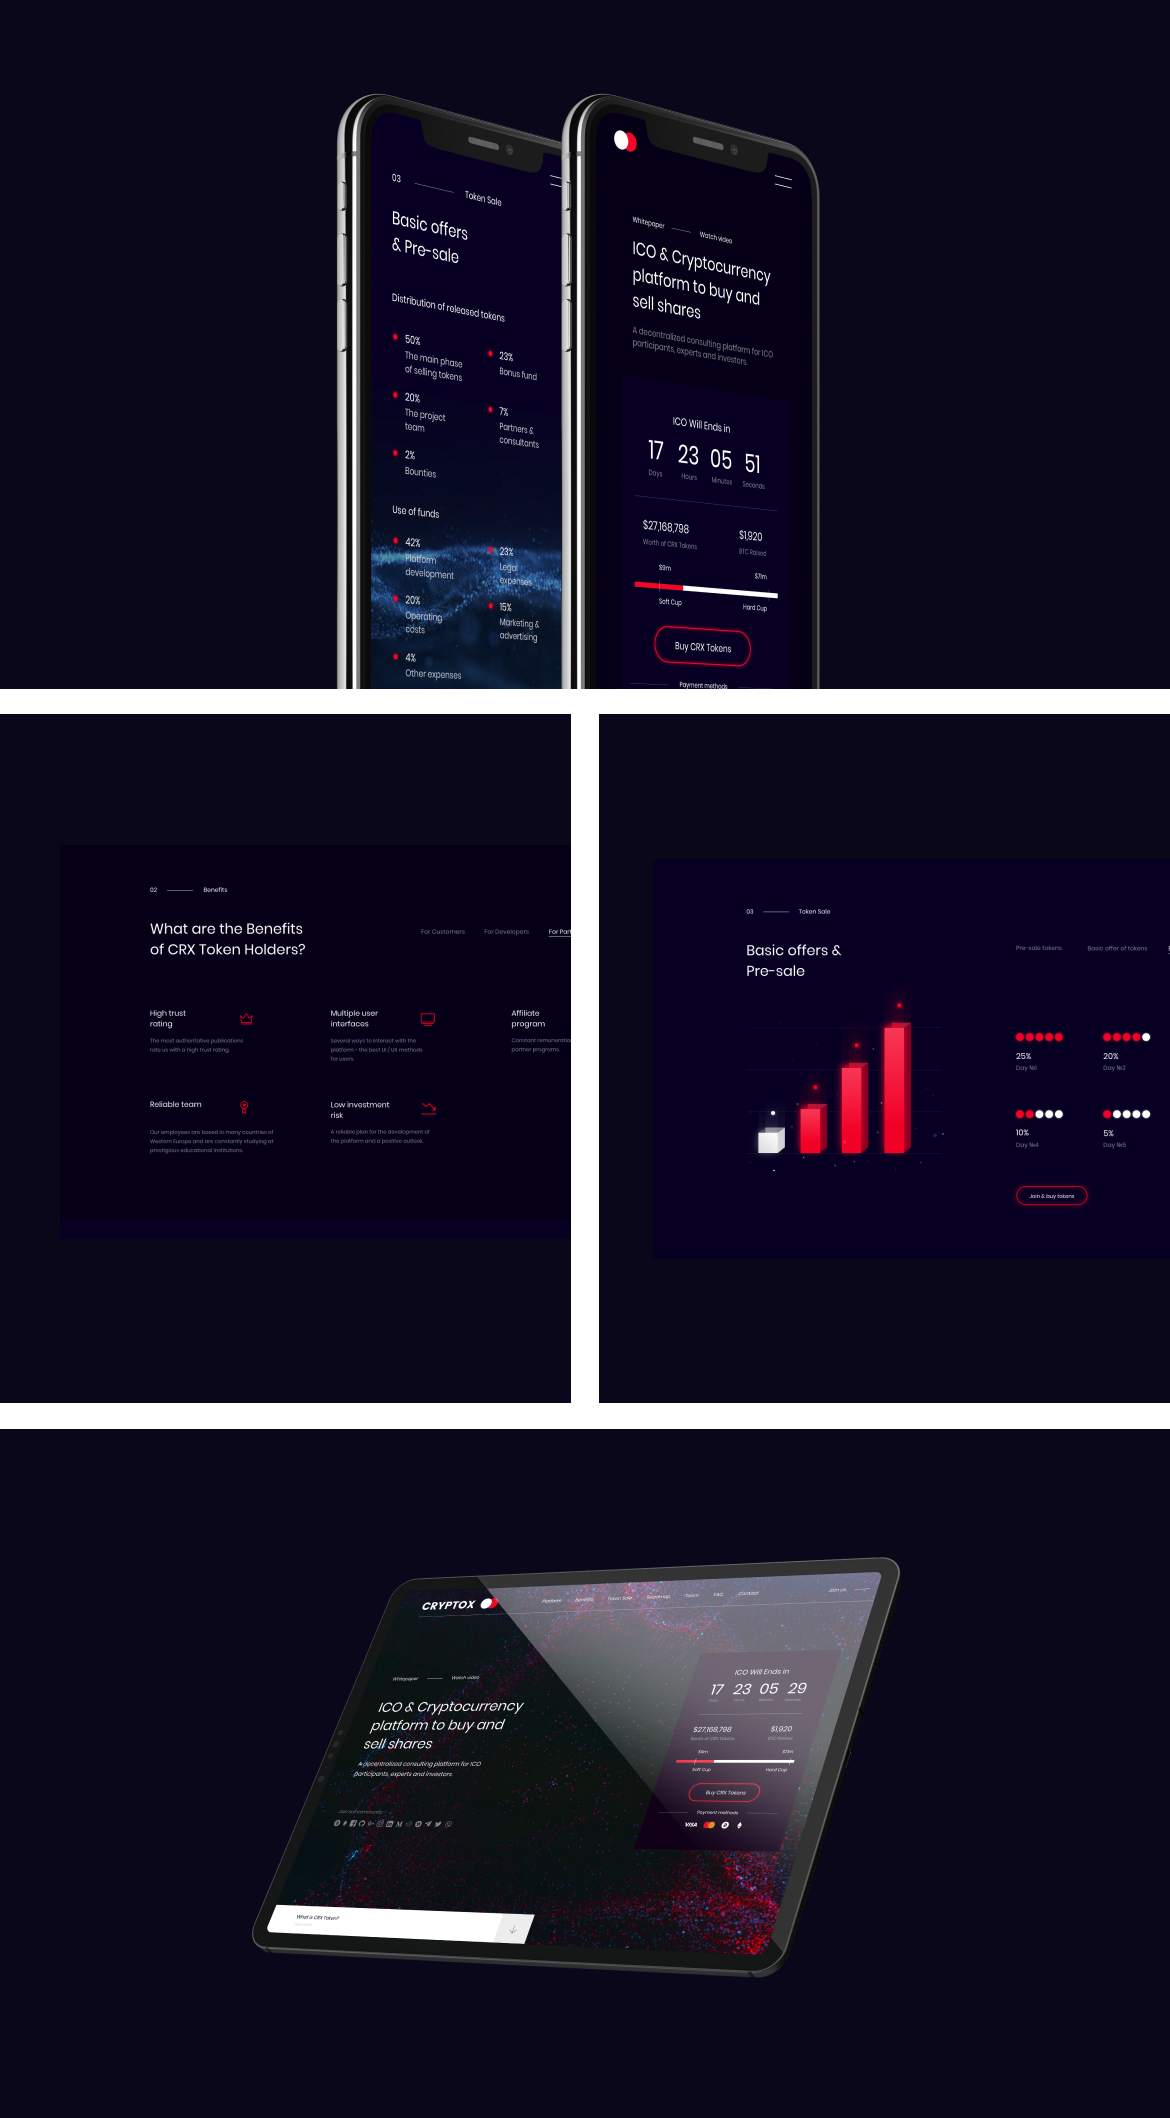 03 Token Sale
Basic offers
& Pre-sale
Distribution of released tokens
50%
The main phase
of selling tokens
23%
Bonus fund
20%
The project
team
7%
Partners &
consultants
2%
Bounties
Use of funds
42%
Platform
development
23%
Legal
expenses
20%
Operating
costs
15%
Marketing &
advertising
4%
Other expenses
Whitepaper Watch video
ICO & Cryptocurrency
platform to buy and
sell shares
A decentralized consulting platform for ICO
participants, experts and investors.
ICO Will Ends in
17 23 05 51
Days Hours Minutes Seconds
$27,168,798 $1,920
Worth of CRX Tokens BTC Raised
$9m $71m
Soft Cup Hard Cup
Buy CRX Tokens
Payment methods
02 Benefits
What are the Benefits
of CRX Token Holders?
For Customers For Developers For Part
High trust
rating
The most authoritative publications
rate us with a high trust rating.
Multiple user
interfaces
Several ways to interact with the
platform - the best UI / UX methods
for users.
Affiliate
program
Constant remuneratio
partner programs.
Reliable team
Our employees are based in many countries of
Western Europe and are constantly studying at
prestigious educational institutions.
Low investment
risk
A reliable plan for the development of
the platform and a positive outlook.
03 Token Sale
Basic offers &
Pre-sale
Pre-sale tokens Basic offer of tokens
25%
Day №1
20%
Day №2
10%
Day №4
5%
Day №5
Join & buy tokens
CRYPTOX
Platform Benefits Token Sale Roadmap Team FAQ Contact Join us
Whitepaper Watch video
ICO & Cryptocurrency
platform to buy and
sell shares
A decentralized consulting platform for ICO
participants, experts and investors.
Join our community
ICO Will Ends in
17 23 05 29
Days Hours Minutes Seconds
$27,168,798 $1,920
Worth of CRX Tokens BTC Raised
$9m $71m
Soft Cup Hard Cup
Buy CRX Tokens
Payment methods
VISA
What is CRX Token?